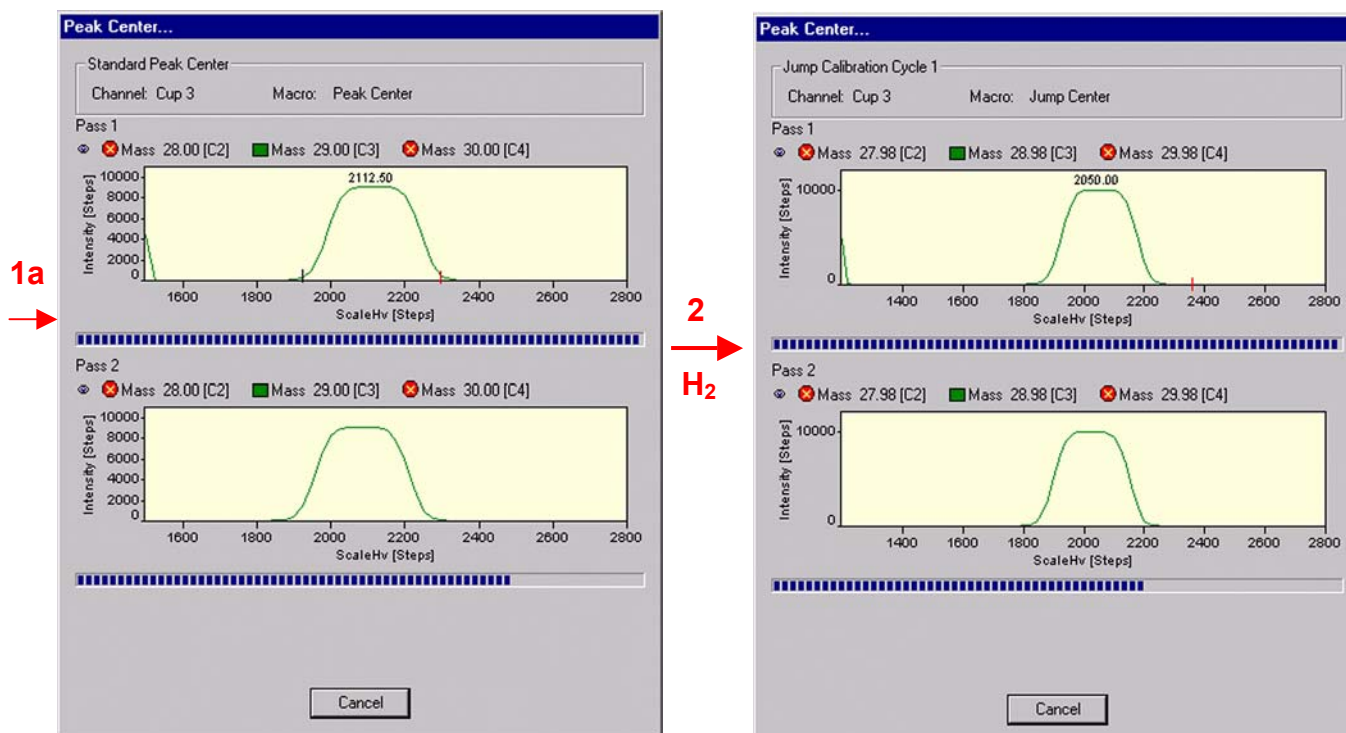 1a
Peak Center...
Standard Peak Center
Channel: Cup 3 Macro: Peak Center
Pass 1
Mass 28.00 [C2] Mass 29.00 [C3] Mass 30.00 [C4]
2112.50
Intensity [Steps]
10000
8000
6000
4000
2000
0
1600 1800 2000 2200 2400 2600 2800
ScaleHv [Steps]
Pass 2
Mass 28.00 [C2] Mass 29.00 [C3] Mass 30.00 [C4]
Intensity [Steps]
10000
8000
6000
4000
2000
0
1600 1800 2000 2200 2400 2600 2800
ScaleHv [Steps]
Cancel
2
H₂
Peak Center...
Jump Calibration Cycle 1
Channel: Cup 3 Macro: Jump Center
Pass 1
Mass 27.98 [C2] Mass 28.98 [C3] Mass 29.98 [C4]
2050.00
Intensity [Steps]
10000
0
1400 1600 1800 2000 2200 2400 2600 2800
ScaleHv [Steps]
Pass 2
Mass 27.98 [C2] Mass 28.98 [C3] Mass 29.98 [C4]
Intensity [Steps]
10000
0
1400 1600 1800 2000 2200 2400 2600 2800
ScaleHv [Steps]
Cancel